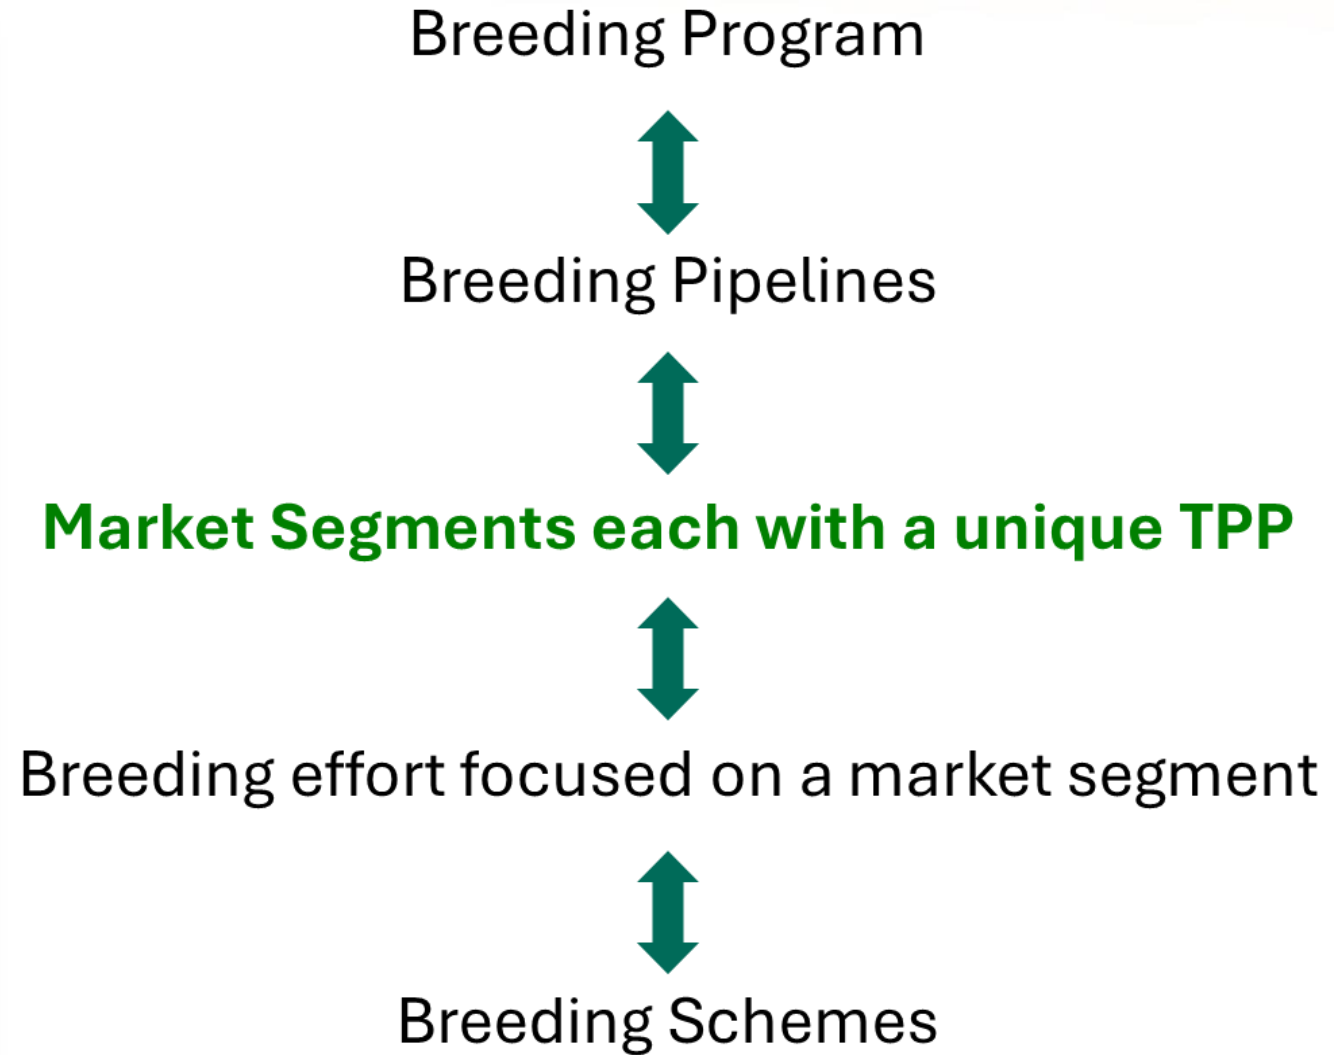 Breeding Program
Breeding Pipelines
Market Segments each with a unique TPP
Breeding effort focused on a market segment
Breeding Schemes